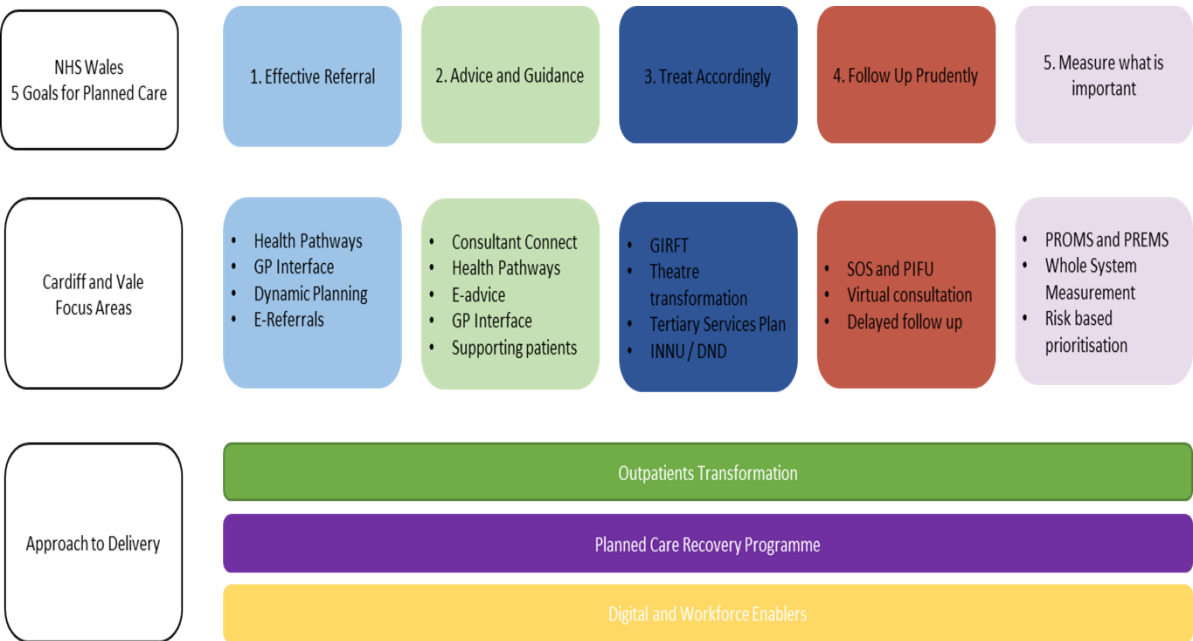 NHS Wales
5 Goals for Planned Care
1. Effective Referral
2. Advice and Guidance
3. Treat Accordingly
4. Follow Up Prudently
5. Measure what is
important
Cardiff and Vale
Focus Areas
• Health Pathways
• GP Interface
• Dynamic Planning
• E-Referrals
• Consultant Connect
• Health Pathways
• E-advice
• GP Interface
• Supporting patients
• GIRFT
• Theatre
transformation
• Tertiary Services Plan
• INNU / DND
• SOS and PIFU
• Virtual consultation
• Delayed follow up
• PROMS and PREMS
• Whole System
Measurement
• Risk based
prioritisation
Approach to Delivery
Outpatients Transformation
Planned Care Recovery Programme
Digital and Workforce Enablers